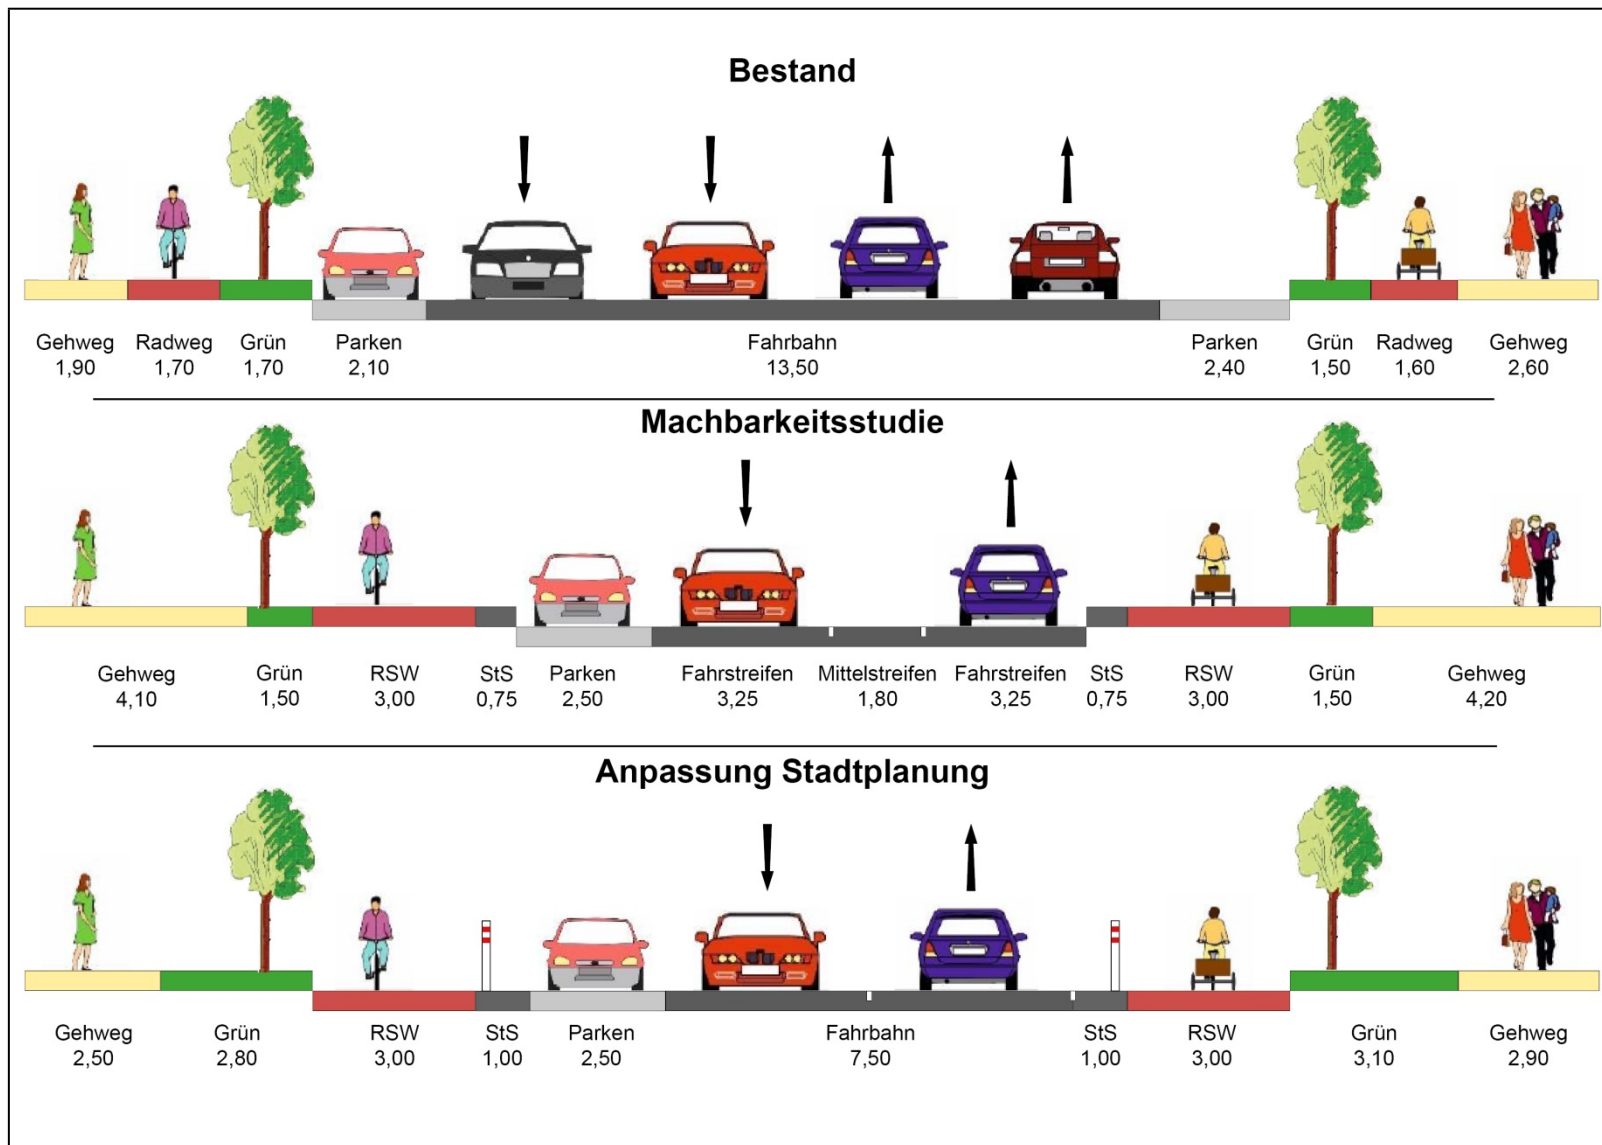 Bestand
Gehweg Radweg Grün Parken Fahrbahn Parken Grün Radweg Gehweg
1,90 1,70 1,70 2,10 13,50 2,40 1,50 1,60 2,60
Machbarkeitsstudie
Gehweg Grün RSW StS Parken Fahrstreifen Mittelstreifen Fahrstreifen StS RSW Grün Gehweg
4,10 1,50 3,00 0,75 2,50 3,25 1,80 3,25 0,75 3,00 1,50 4,20
Anpassung Stadtplanung
Gehweg Grün RSW StS Parken Fahrbahn StS RSW Grün Gehweg
2,50 2,80 3,00 1,00 2,50 7,50 1,00 3,00 3,10 2,90